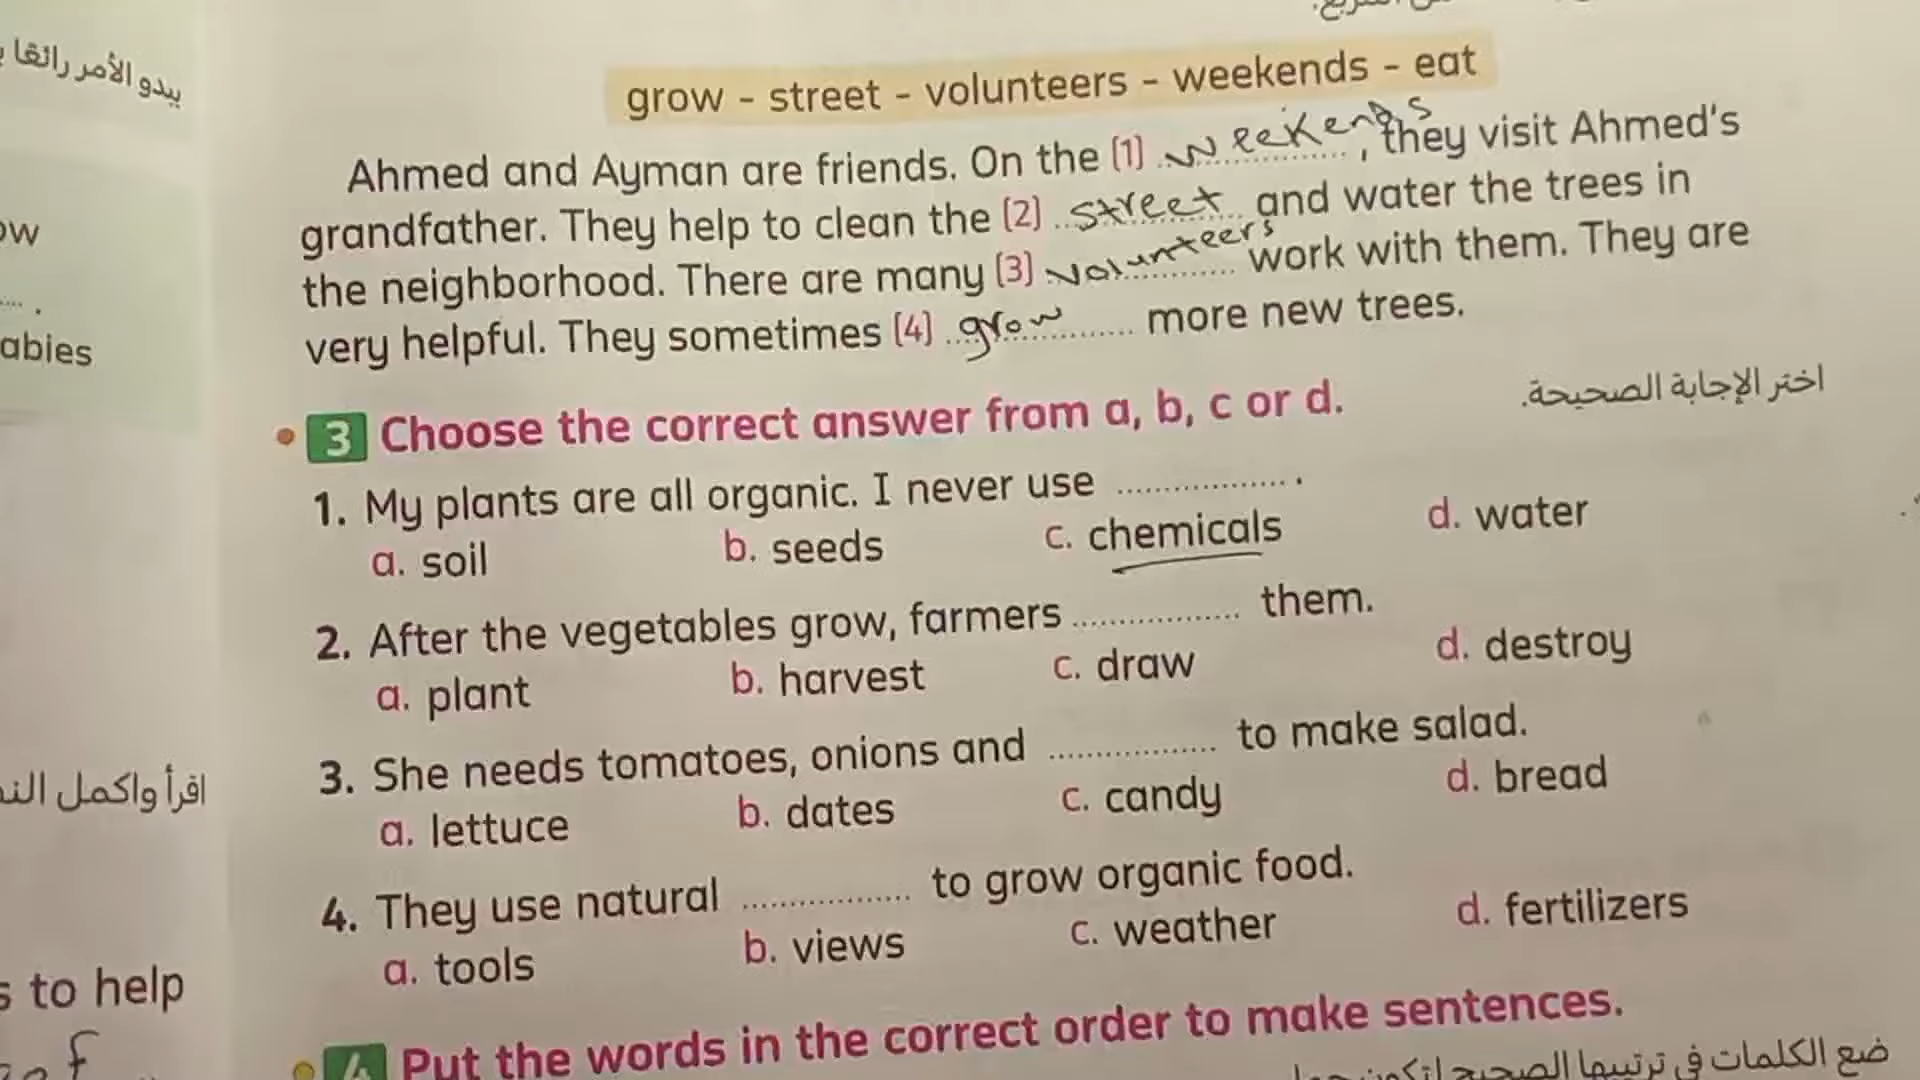 يبدو الأمر رائقا
grow - street - volunteers - weekends - eat
Ahmed and Ayman are friends. On the (1) weekends, they visit Ahmed's
grandfather. They help to clean the (2) street and water the trees in
the neighborhood. There are many (3) volunteers work with them. They are
very helpful. They sometimes (4) grow more new trees.
abies
3 Choose the correct answer from a, b, c or d.
اختر الإجابة الصحيحة.
1. My plants are all organic. I never use .................. .
a. soil b. seeds c. chemicals d. water
2. After the vegetables grow, farmers .................. them.
a. plant b. harvest c. draw d. destroy
3. She needs tomatoes, onions and .................. to make salad.
a. lettuce b. dates c. candy d. bread
اقرأ واكمل
4. They use natural .................. to grow organic food.
a. tools b. views c. weather d. fertilizers
s to help
4 Put the words in the correct order to make sentences.
ضع الكلمات في ترتيبها الصحيح لتكون